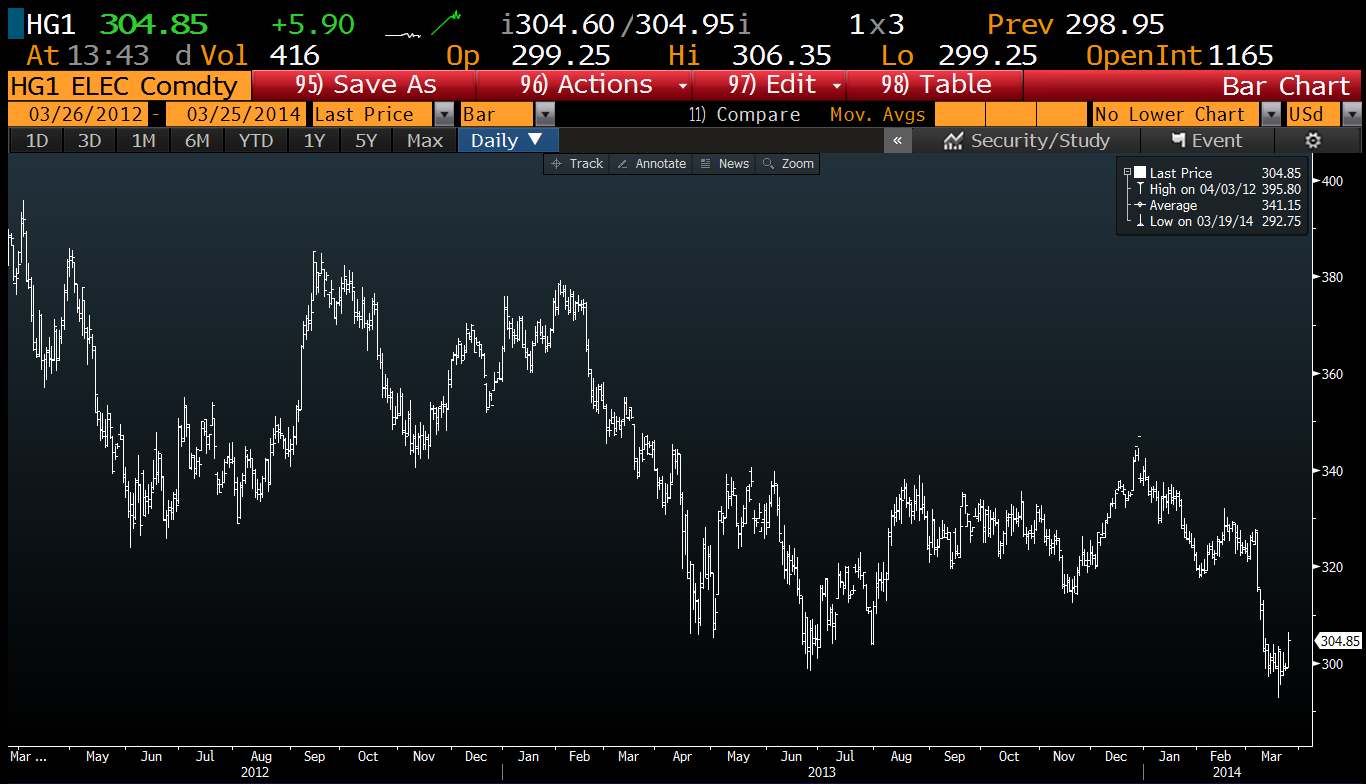 HG1 304.85 +5.90 i304.60 /304.95i 1x3 Prev 298.95
At 13:43 d Vol 416 Op 299.25 Hi 306.35 Lo 299.25 OpenInt 1165
HG1 ELEC Comdty 95) Save As 96) Actions 97) Edit 98) Table Bar Chart
03/26/2012 - 03/25/2014 Last Price Bar 11) Compare Mov. Avgs No Lower Chart USd
1D 3D 1M 6M YTD 1Y 5Y Max Daily ▼ « Security/Study Event
Track Annotate News Zoom
Last Price 304.85
High on 04/03/12 395.80
Average 341.15
Low on 03/19/14 292.75
400
380
360
340
320
304.85
300
Mar ... May Jun Jul Aug Sep Oct Nov Dec Jan Feb Mar Apr May Jun Jul Aug Sep Oct Nov Dec Jan Feb Mar
2012 2013 2014